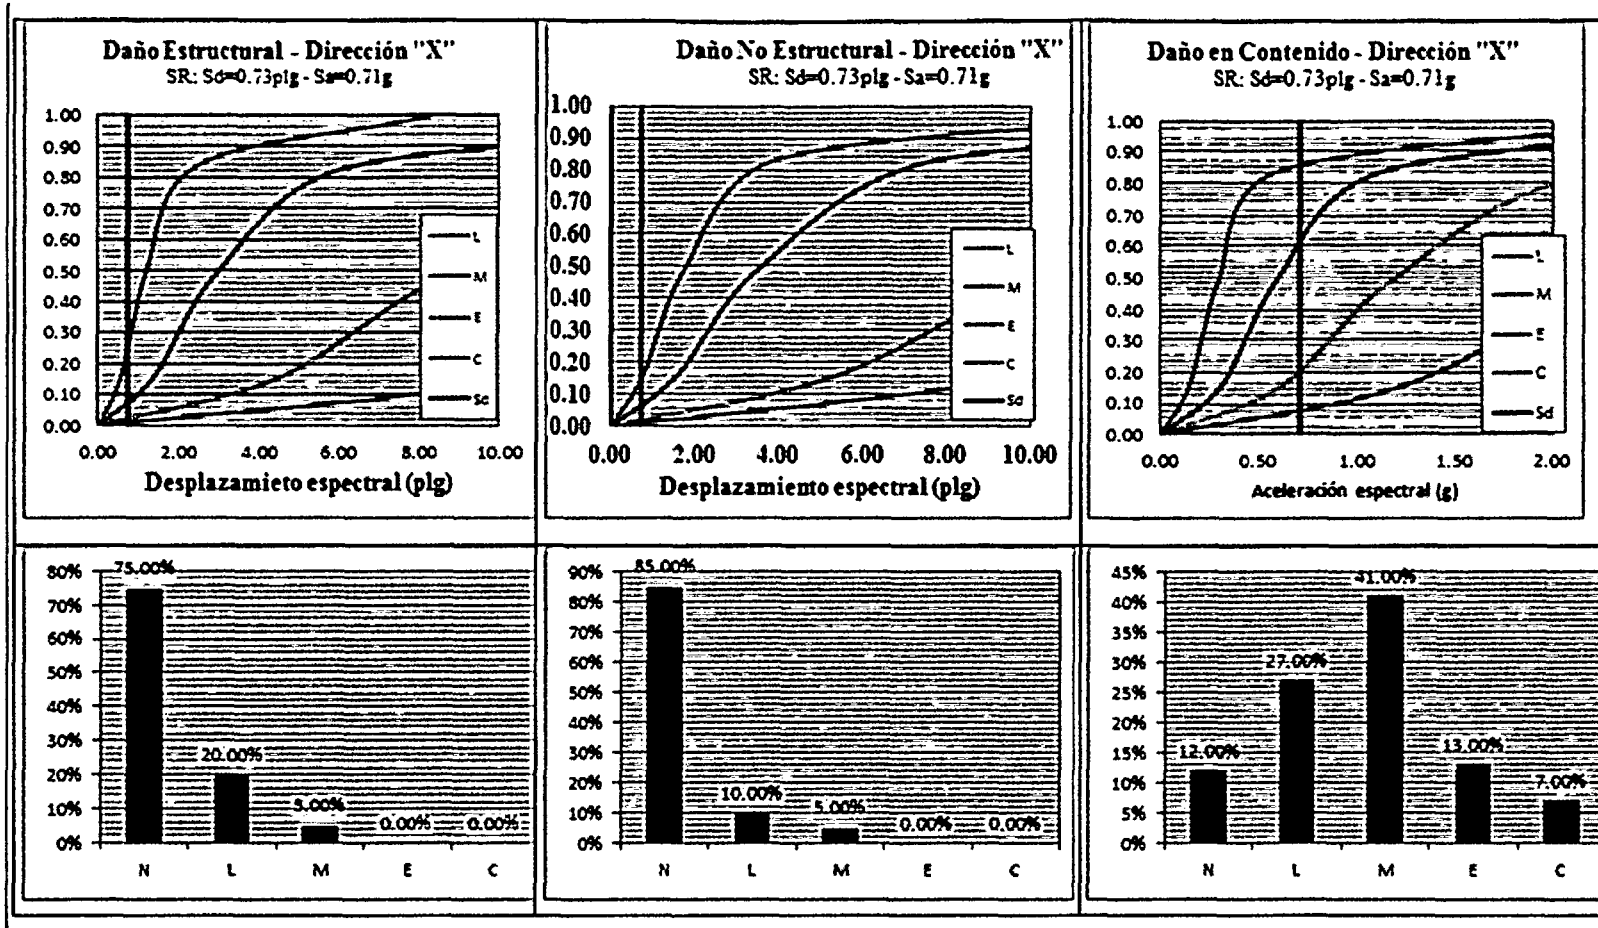 Daño Estructural - Dirección "X"
SR: Sd=0.73plg - Sa=0.71g
1.00
0.90
0.80
0.70
0.60
0.50
0.40
0.30
0.20
0.10
0.00
L
M
E
C
Sd
0.00 2.00 4.00 6.00 8.00 10.00
Desplazamieto espectral (plg)
Daño No Estructural - Dirección "X"
SR: Sd=0.73plg - Sa=0.71g
1.00
0.90
0.80
0.70
0.60
0.50
0.40
0.30
0.20
0.10
0.00
L
M
E
C
Sd
0.00 2.00 4.00 6.00 8.00 10.00
Desplazamiento espectral (plg)
Daño en Contenido - Dirección "X"
SR: Sd=0.73plg - Sa=0.71g
1.00
0.90
0.80
0.70
0.60
0.50
0.40
0.30
0.20
0.10
0.00
L
M
E
C
Sd
0.00 0.50 1.00 1.50 2.00
Aceleración espectral (g)
80%
70%
60%
50%
40%
30%
20%
10%
0%
75.00%
20.00%
5.00%
0.00%
0.00%
N L M E C
90%
80%
70%
60%
50%
40%
30%
20%
10%
0%
85.00%
10.00%
5.00%
0.00%
0.00%
N L M E C
45%
40%
35%
30%
25%
20%
15%
10%
5%
0%
12.00%
27.00%
41.00%
13.00%
7.00%
N L M E C